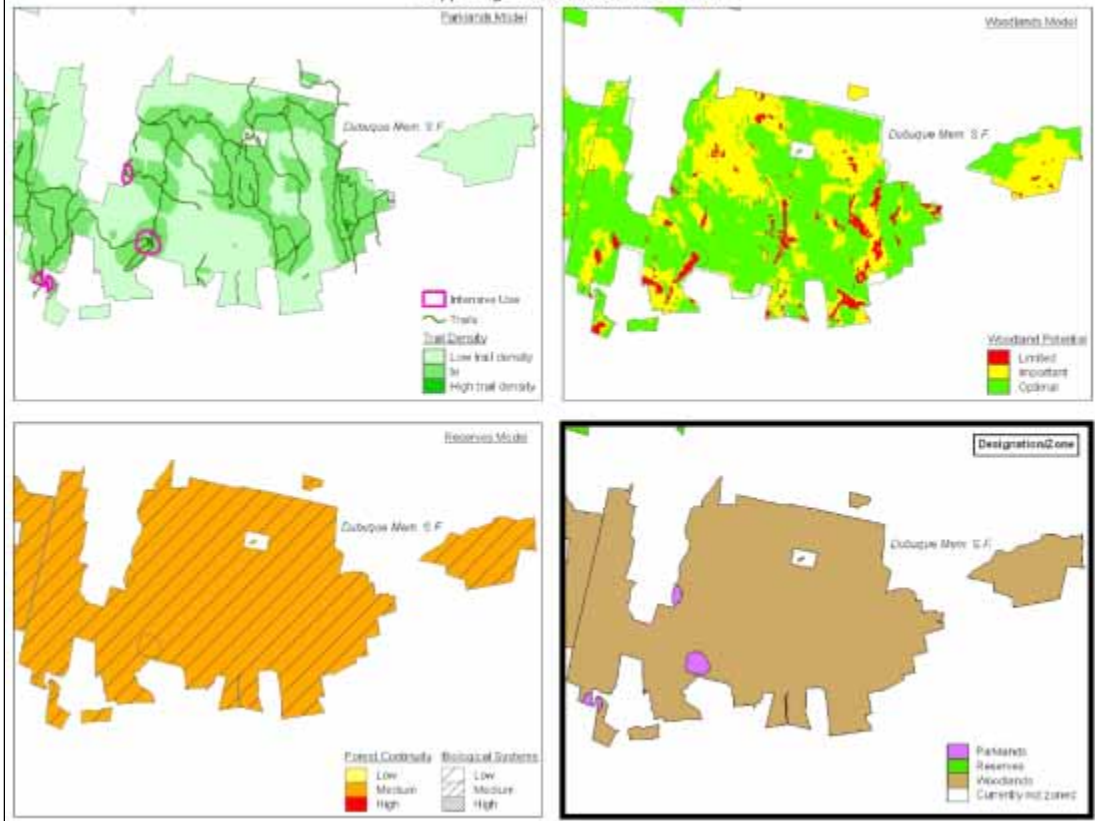 Parklands Model
Dubuque Mem. S.F.
Intensive Use
Trails
Trail Density
Low trail density
High trail density
Woodlands Model
Dubuque Mem. S.F.
Woodland Potential
Limited
Important
Optimal
Reserves Model
Dubuque Mem. S.F.
Forest Continuity Biological Systems
Low Low
Medium Medium
High High
Designation/Zone
Dubuque Mem. S.F.
Parklands
Reserves
Woodlands
Currently not zoned